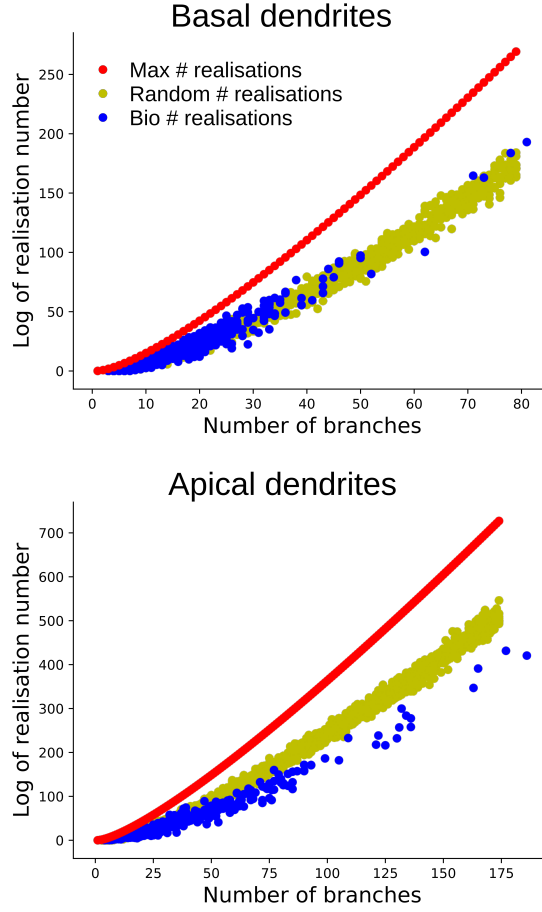 Basal dendrites
Max # realisations
Random # realisations
Bio # realisations
Log of realisation number
250
200
150
100
50
0
0 10 20 30 40 50 60 70 80
Number of branches
Apical dendrites
Log of realisation number
700
600
500
400
300
200
100
0
0 25 50 75 100 125 150 175
Number of branches